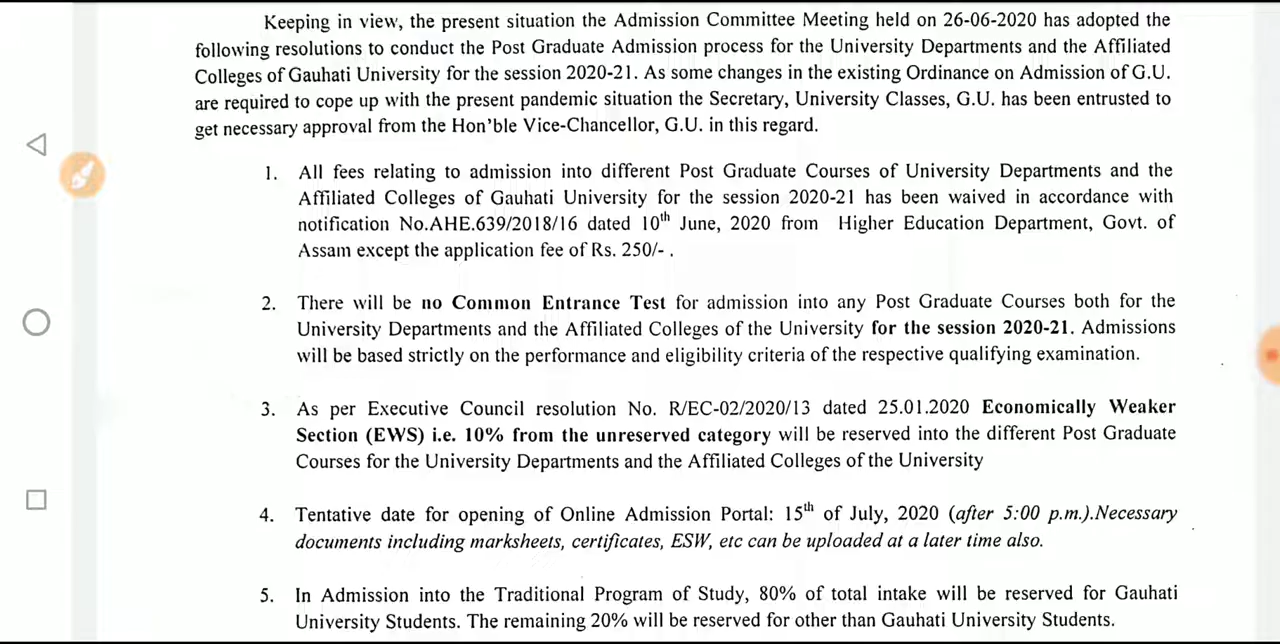 Keeping in view, the present situation the Admission Committee Meeting held on 26-06-2020 has adopted the
following resolutions to conduct the Post Graduate Admission process for the University Departments and the Affiliated
Colleges of Gauhati University for the session 2020-21. As some changes in the existing Ordinance on Admission of G.U.
are required to cope up with the present pandemic situation the Secretary, University Classes, G.U. has been entrusted to
get necessary approval from the Hon'ble Vice-Chancellor, G.U. in this regard.
1. All fees relating to admission into different Post Graduate Courses of University Departments and the
Affiliated Colleges of Gauhati University for the session 2020-21 has been waived in accordance with
notification No.AHE.639/2018/16 dated 10th June, 2020 from Higher Education Department, Govt. of
Assam except the application fee of Rs. 250/- .
2. There will be no Common Entrance Test for admission into any Post Graduate Courses both for the
University Departments and the Affiliated Colleges of the University for the session 2020-21. Admissions
will be based strictly on the performance and eligibility criteria of the respective qualifying examination.
3. As per Executive Council resolution No. R/EC-02/2020/13 dated 25.01.2020 Economically Weaker
Section (EWS) i.e. 10% from the unreserved category will be reserved into the different Post Graduate
Courses for the University Departments and the Affiliated Colleges of the University
4. Tentative date for opening of Online Admission Portal: 15th of July, 2020 (after 5:00 p.m.).Necessary
documents including marksheets, certificates, ESW, etc can be uploaded at a later time also.
5. In Admission into the Traditional Program of Study, 80% of total intake will be reserved for Gauhati
University Students. The remaining 20% will be reserved for other than Gauhati University Students.